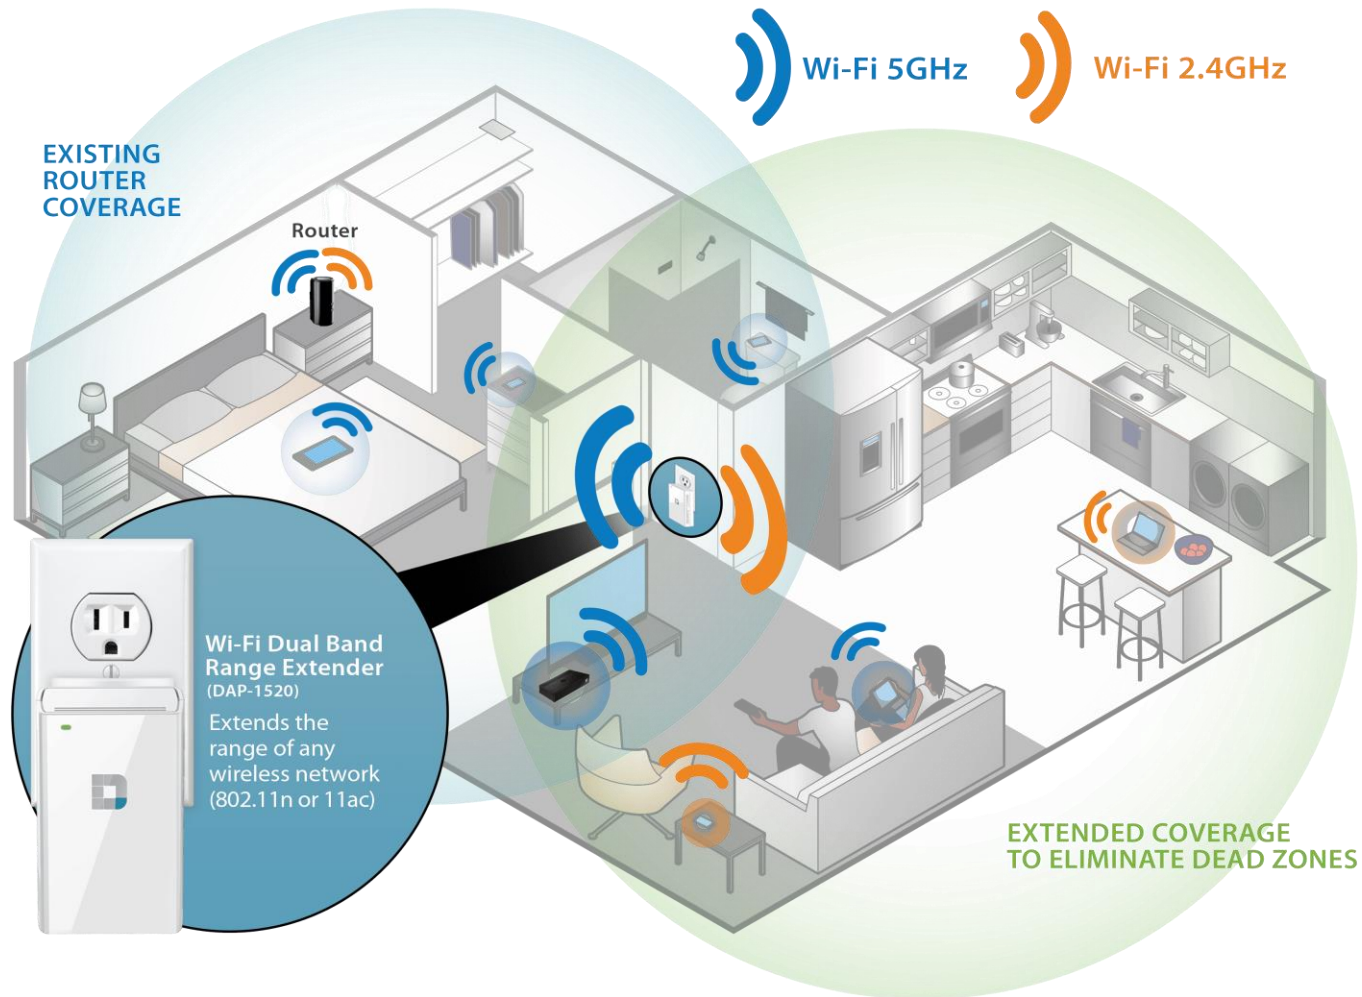 Wi-Fi 5GHz
Wi-Fi 2.4GHz
EXISTING
ROUTER
COVERAGE
Router
Wi-Fi Dual Band
Range Extender
(DAP-1520)
Extends the
range of any
wireless network
(802.11n or 11ac)
EXTENDED COVERAGE
TO ELIMINATE DEAD ZONES